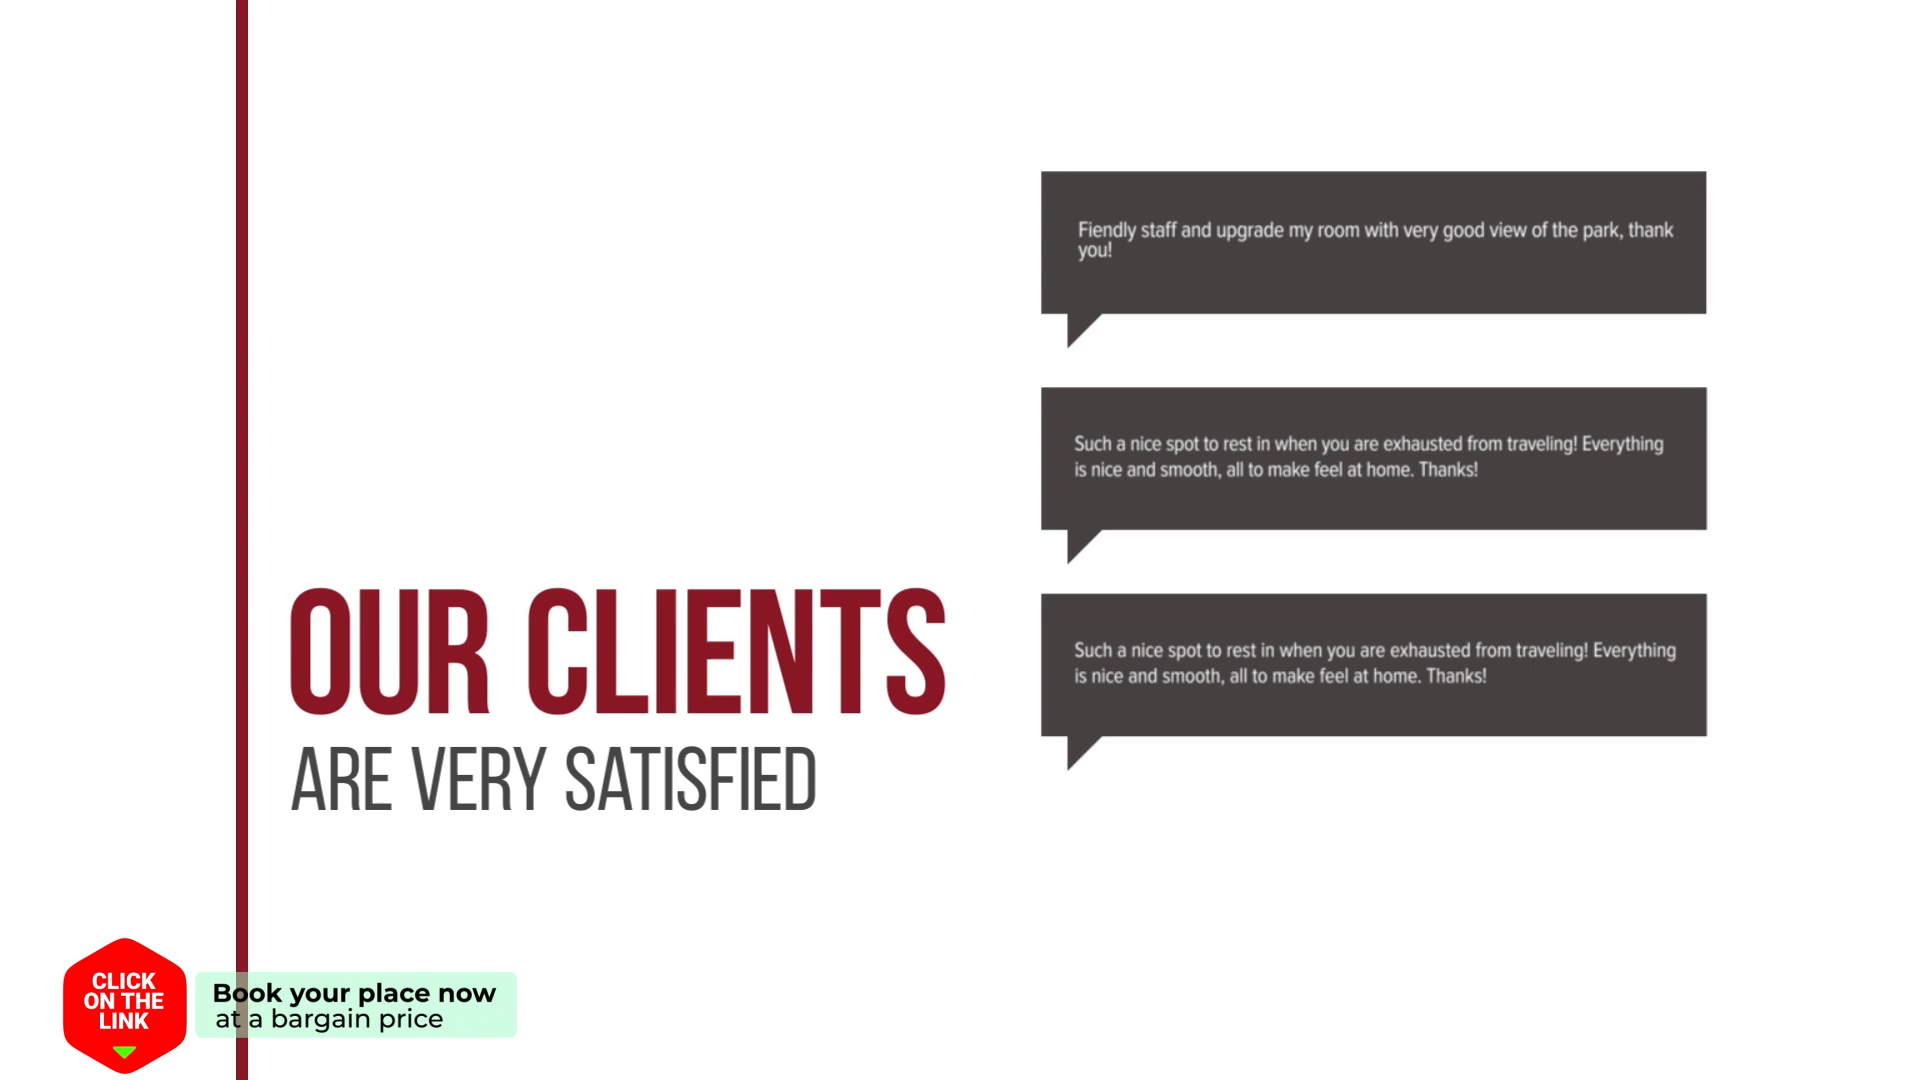 Fiendly staff and upgrade my room with very good view of the park, thank
you!
Such a nice spot to rest in when you are exhausted from traveling! Everything
is nice and smooth, all to make feel at home. Thanks!
Such a nice spot to rest in when you are exhausted from traveling! Everything
is nice and smooth, all to make feel at home. Thanks!
OUR CLIENTS
ARE VERY SATISFIED
CLICK
ON THE
LINK
Book your place now
at a bargain price